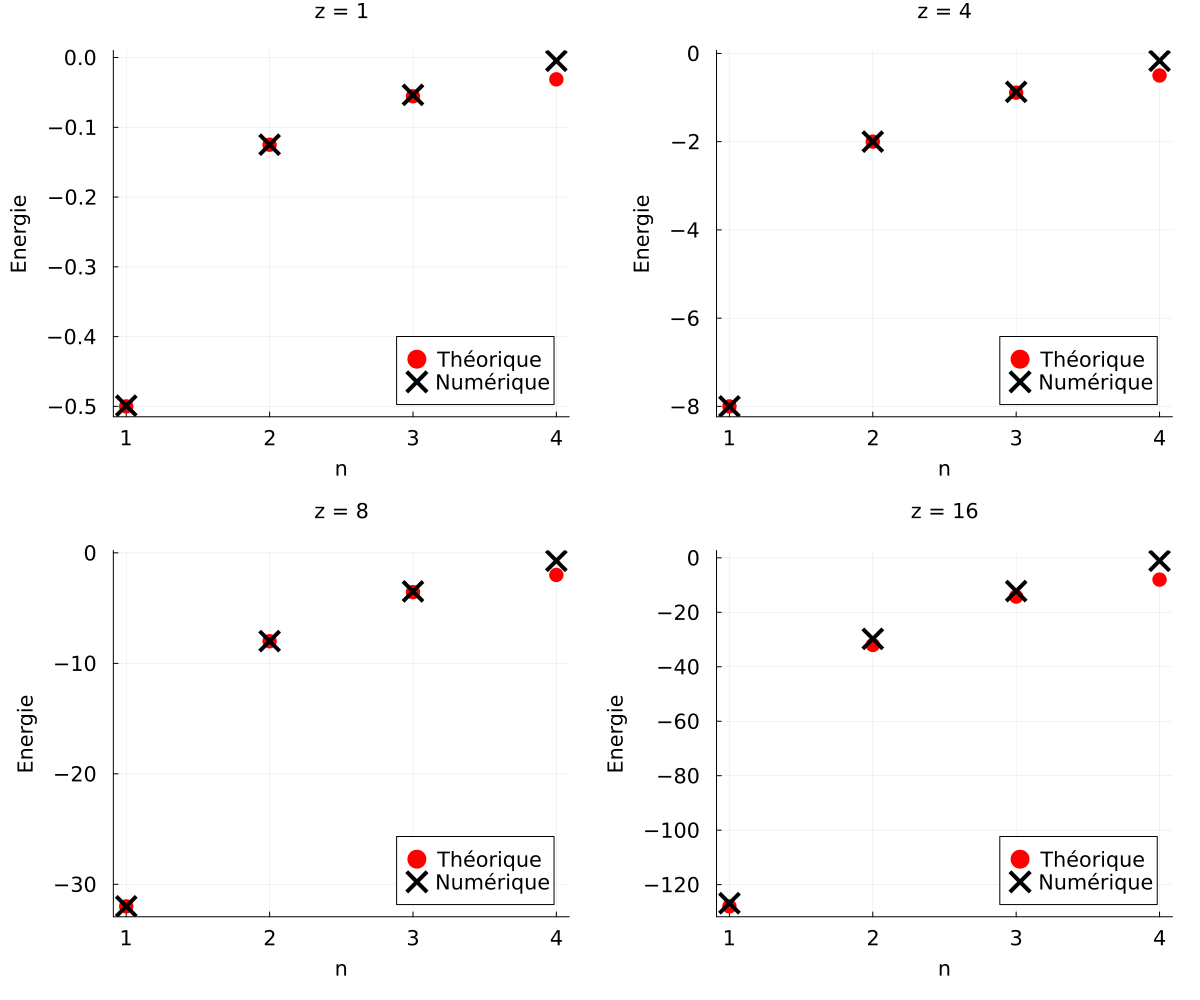 z = 1
0.0
−0.1
−0.2
−0.3
−0.4
−0.5
Energie
1 2 3 4
n
Théorique
Numérique
z = 4
0
−2
−4
−6
−8
Energie
1 2 3 4
n
Théorique
Numérique
z = 8
0
−10
−20
−30
Energie
1 2 3 4
n
Théorique
Numérique
z = 16
0
−20
−40
−60
−80
−100
−120
Energie
1 2 3 4
n
Théorique
Numérique